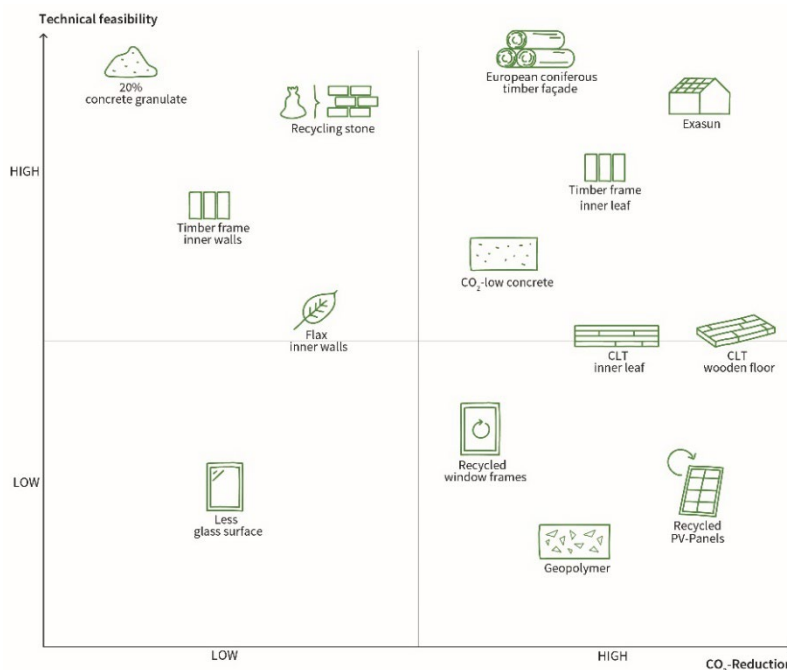 Technical feasibility
20%
concrete granulate
Recycling stone
European coniferous
timber façade
Exasun
HIGH
Timber frame
inner walls
Timber frame
inner leaf
CO₂-low concrete
Flax
inner walls
CLT
inner leaf
CLT
wooden floor
LOW
Less
glass surface
Recycled
window frames
Recycled
PV-Panels
Geopolymer
LOW
HIGH
CO₂-Reduction